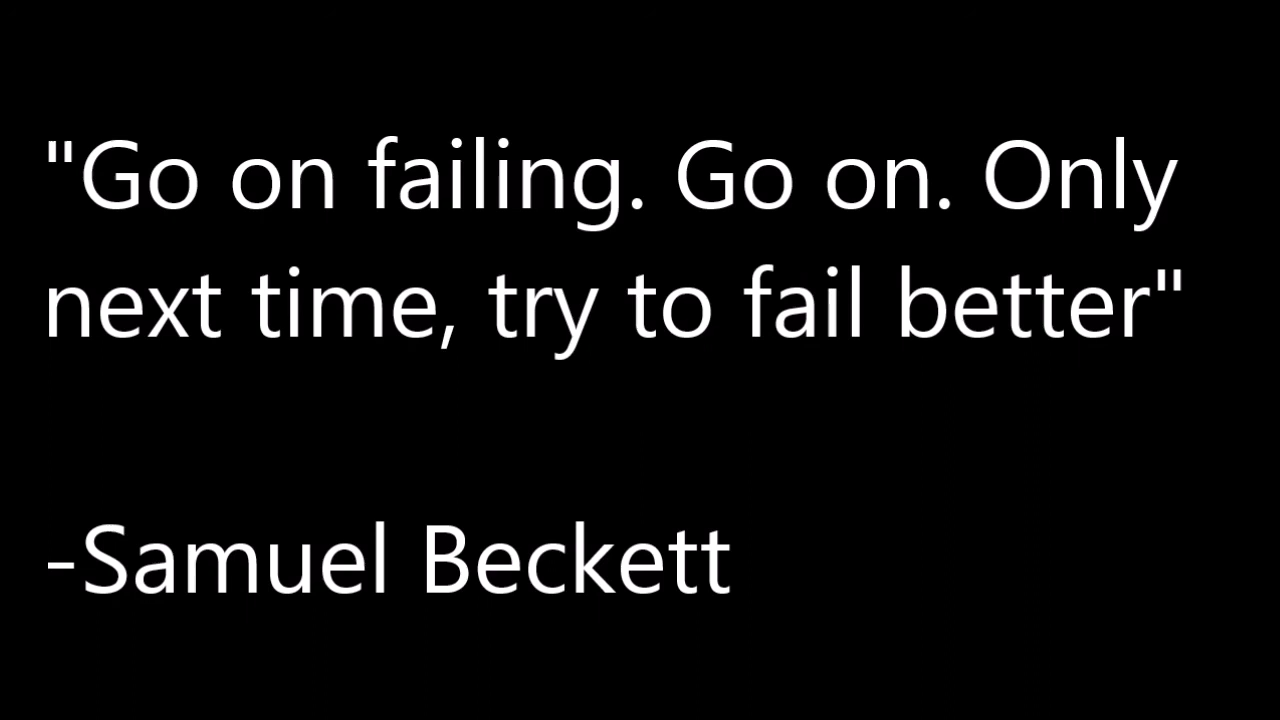 "Go on failing. Go on. Only
next time, try to fail better"
-Samuel Beckett